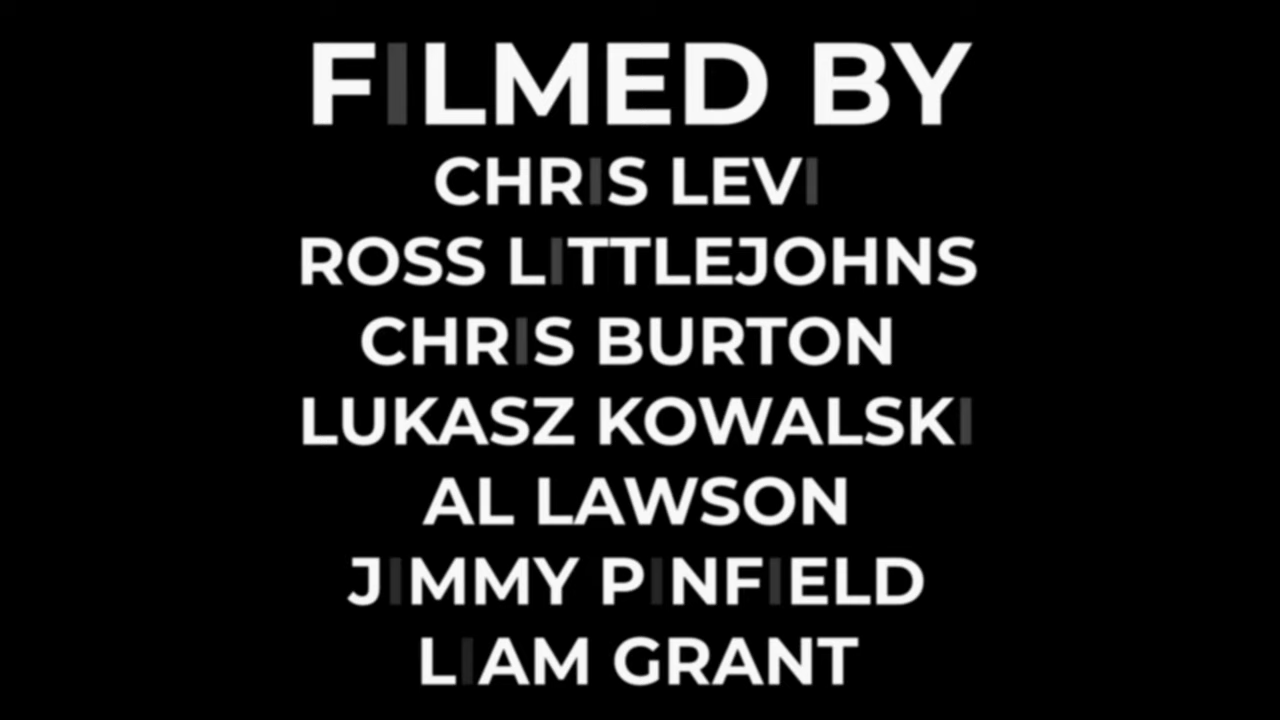 FILMED BY
CHRIS LEVI
ROSS LITTLEJOHNS
CHRIS BURTON
LUKASZ KOWALSKI
AL LAWSON
JIMMY PINFIELD
LIAM GRANT